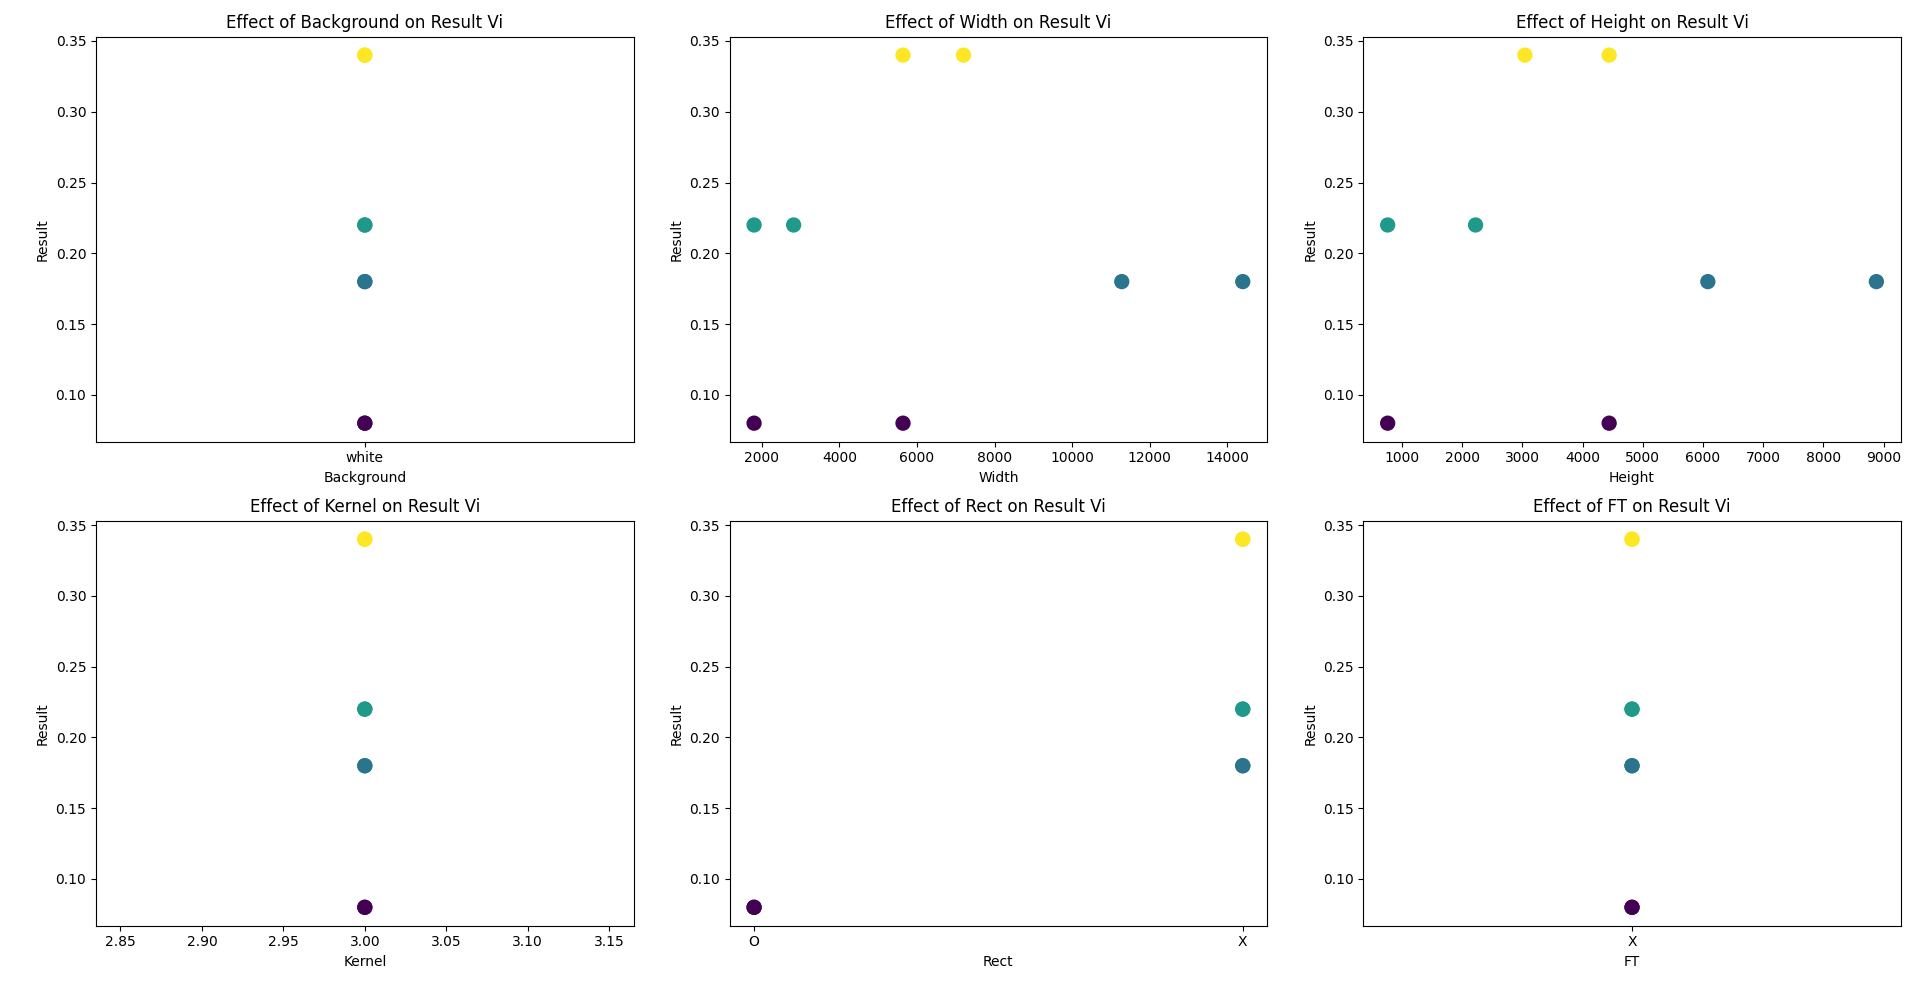 Effect of Background on Result Vi
Result
0.35
0.30
0.25
0.20
0.15
0.10
white
Background
Effect of Width on Result Vi
Result
0.35
0.30
0.25
0.20
0.15
0.10
2000 4000 6000 8000 10000 12000 14000
Width
Effect of Height on Result Vi
Result
0.35
0.30
0.25
0.20
0.15
0.10
1000 2000 3000 4000 5000 6000 7000 8000 9000
Height
Effect of Kernel on Result Vi
Result
0.35
0.30
0.25
0.20
0.15
0.10
2.85 2.90 2.95 3.00 3.05 3.10 3.15
Kernel
Effect of Rect on Result Vi
Result
0.35
0.30
0.25
0.20
0.15
0.10
O X
Rect
Effect of FT on Result Vi
Result
0.35
0.30
0.25
0.20
0.15
0.10
X
FT